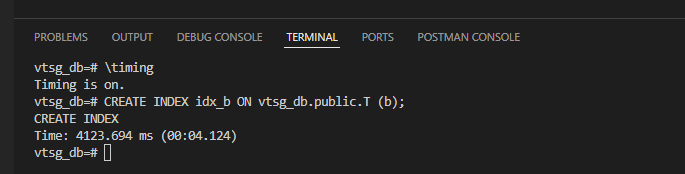 PROBLEMS OUTPUT DEBUG CONSOLE TERMINAL PORTS POSTMAN CONSOLE
vtsg_db=# \timing
Timing is on.
vtsg_db=# CREATE INDEX idx_b ON vtsg_db.public.T (b);
CREATE INDEX
Time: 4123.694 ms (00:04.124)
vtsg_db=#